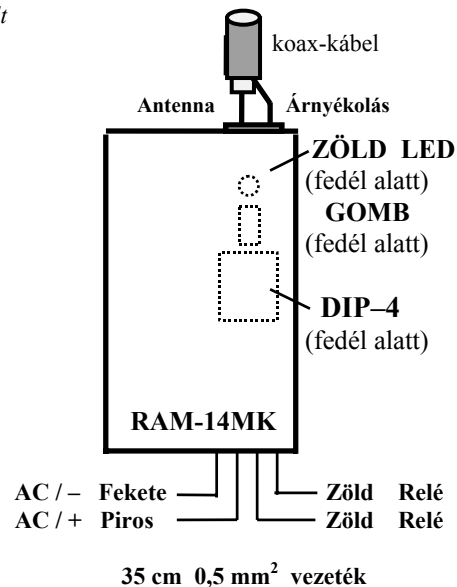 t
koax-kábel
Antenna Árnyékolás
ZÖLD LED
(fedél alatt)
GOMB
(fedél alatt)
DIP–4
(fedél alatt)
RAM-14MK
AC / – Fekete Zöld Relé
AC / + Piros Zöld Relé
35 cm 0,5 mm² vezeték